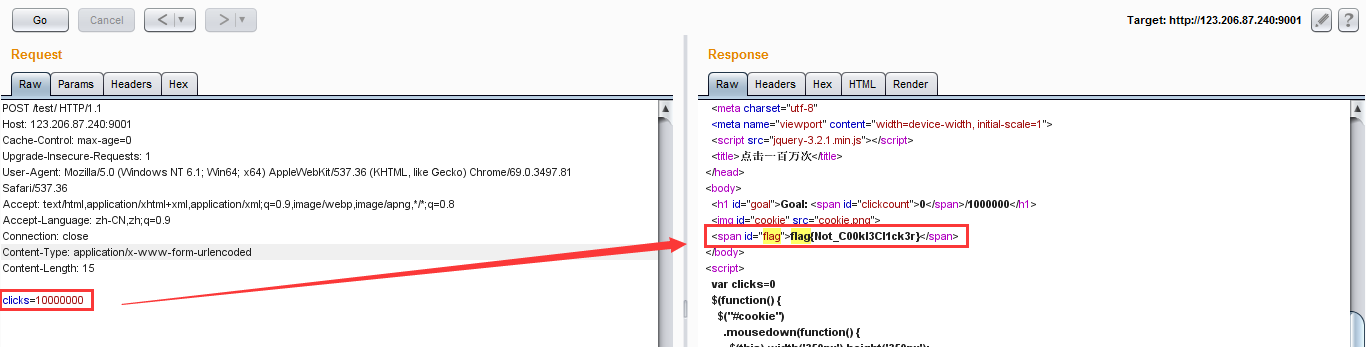 Go Cancel < > Target: http://123.206.87.240:9001 ?
Request
Raw Params Headers Hex
POST /test/ HTTP/1.1
Host: 123.206.87.240:9001
Cache-Control: max-age=0
Upgrade-Insecure-Requests: 1
User-Agent: Mozilla/5.0 (Windows NT 6.1; Win64; x64) AppleWebKit/537.36 (KHTML, like Gecko) Chrome/69.0.3497.81
Safari/537.36
Accept: text/html,application/xhtml+xml,application/xml;q=0.9,image/webp,image/apng,*/*;q=0.8
Accept-Language: zh-CN,zh;q=0.9
Connection: close
Content-Type: application/x-www-form-urlencoded
Content-Length: 15
clicks=10000000
Response
Raw Headers Hex HTML Render
<meta charset="utf-8"
<meta name="viewport" content="width=device-width, initial-scale=1">
<script src="jquery-3.2.1.min.js"></script>
<title>点击一百万次</title>
</head>
<body>
<h1 id="goal">Goal: <span id="clickcount">0</span>/1000000</h1>
<img id="cookie" src="cookie.png">
<span id="flag">flag{Not_C00kI3Cl1ck3r}</span>
</body>
<script>
var clicks=0
$(function() {
$("#cookie")
.mousedown(function() {
$(this).width('350px').height('350px');